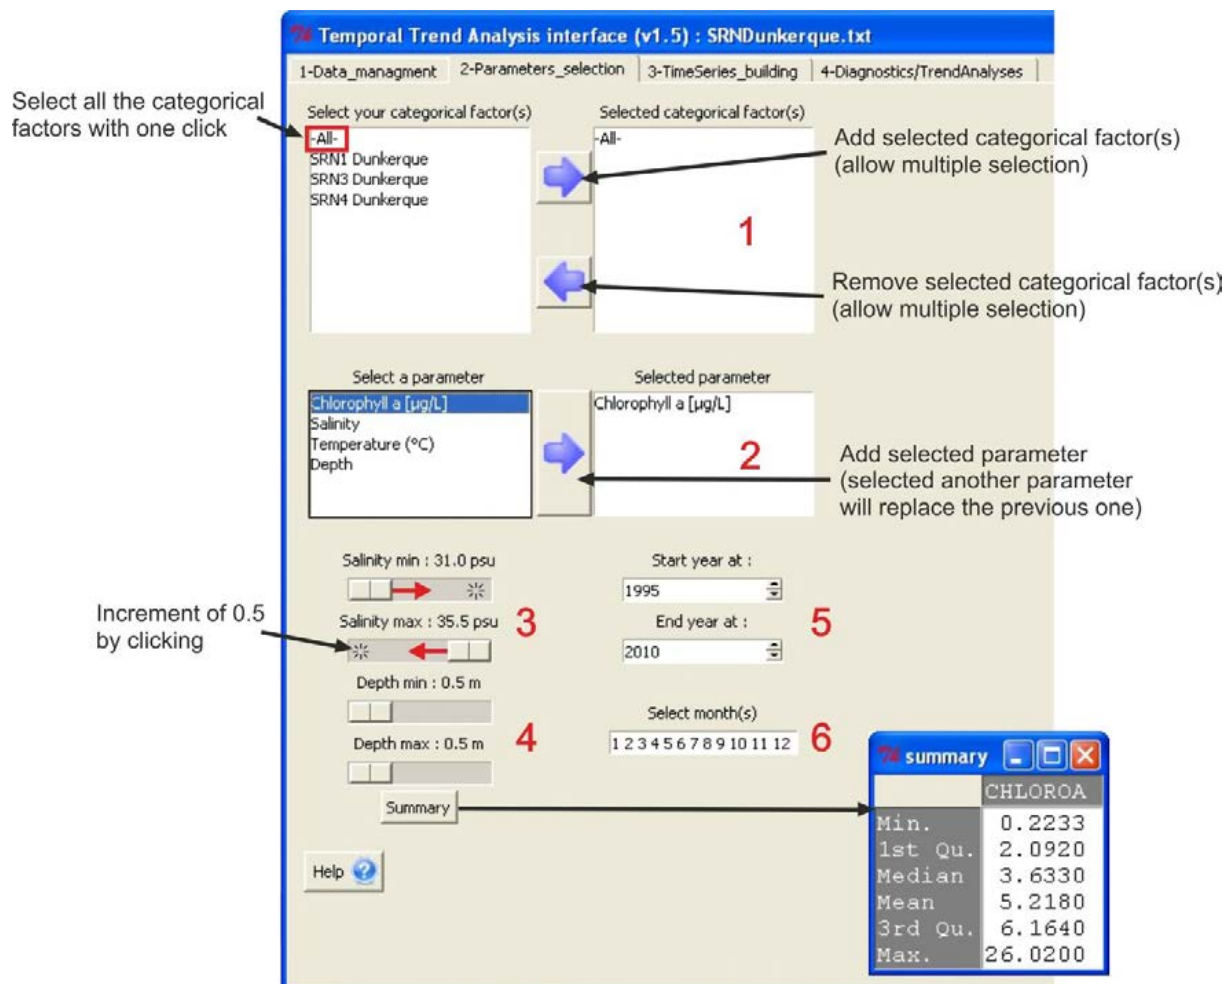 Temporal Trend Analysis interface (v1.5) : SRNDunkerque.txt
1-Data_managment 2-Parameters_selection 3-TimeSeries_building 4-Diagnostics/TrendAnalyses
Select all the categorical
factors with one click
Select your categorical factor(s)
-All-
SRN1 Dunkerque
SRN3 Dunkerque
SRN4 Dunkerque
Selected categorical factor(s)
-All-
1
Add selected categorical factor(s)
(allow multiple selection)
Remove selected categorical factor(s)
(allow multiple selection)
Select a parameter
Chlorophyll a [µg/L]
Salinity
Temperature (°C)
Depth
Selected parameter
Chlorophyll a [µg/L]
2
Add selected parameter
(selected another parameter
will replace the previous one)
Increment of 0.5
by clicking
Salinity min : 31.0 psu
Salinity max : 35.5 psu
3
Depth min : 0.5 m
Depth max : 0.5 m
4
Start year at :
1995
End year at :
2010
5
Select month(s)
1 2 3 4 5 6 7 8 9 10 11 12
6
Summary
Help
summary
CHLOROA
Min. 0.2233
1st Qu. 2.0920
Median 3.6330
Mean 5.2180
3rd Qu. 6.1640
Max. 26.0200